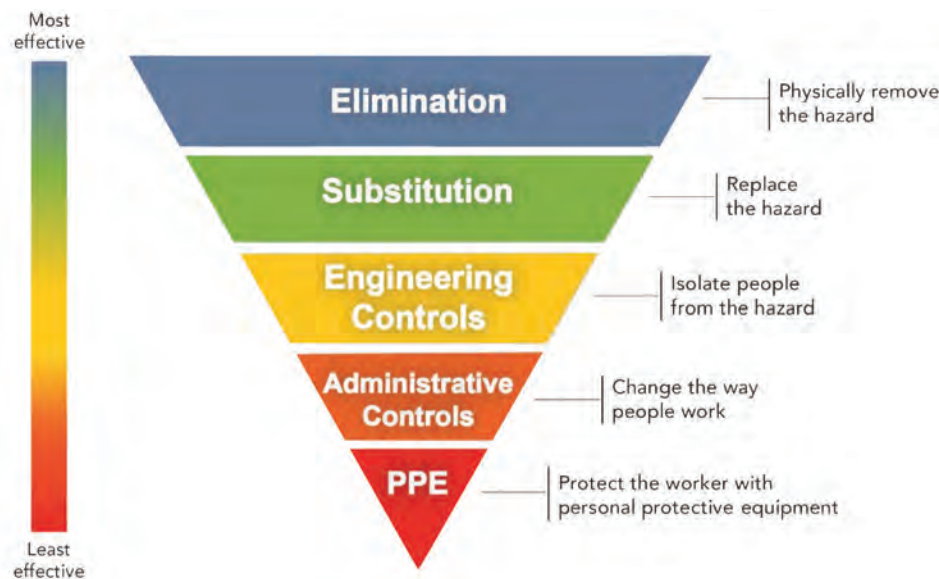 Most
effective
Elimination
Physically remove
the hazard
Substitution
Replace
the hazard
Engineering
Controls
Isolate people
from the hazard
Administrative
Controls
Change the way
people work
PPE
Protect the worker with
personal protective equipment
Least
effective